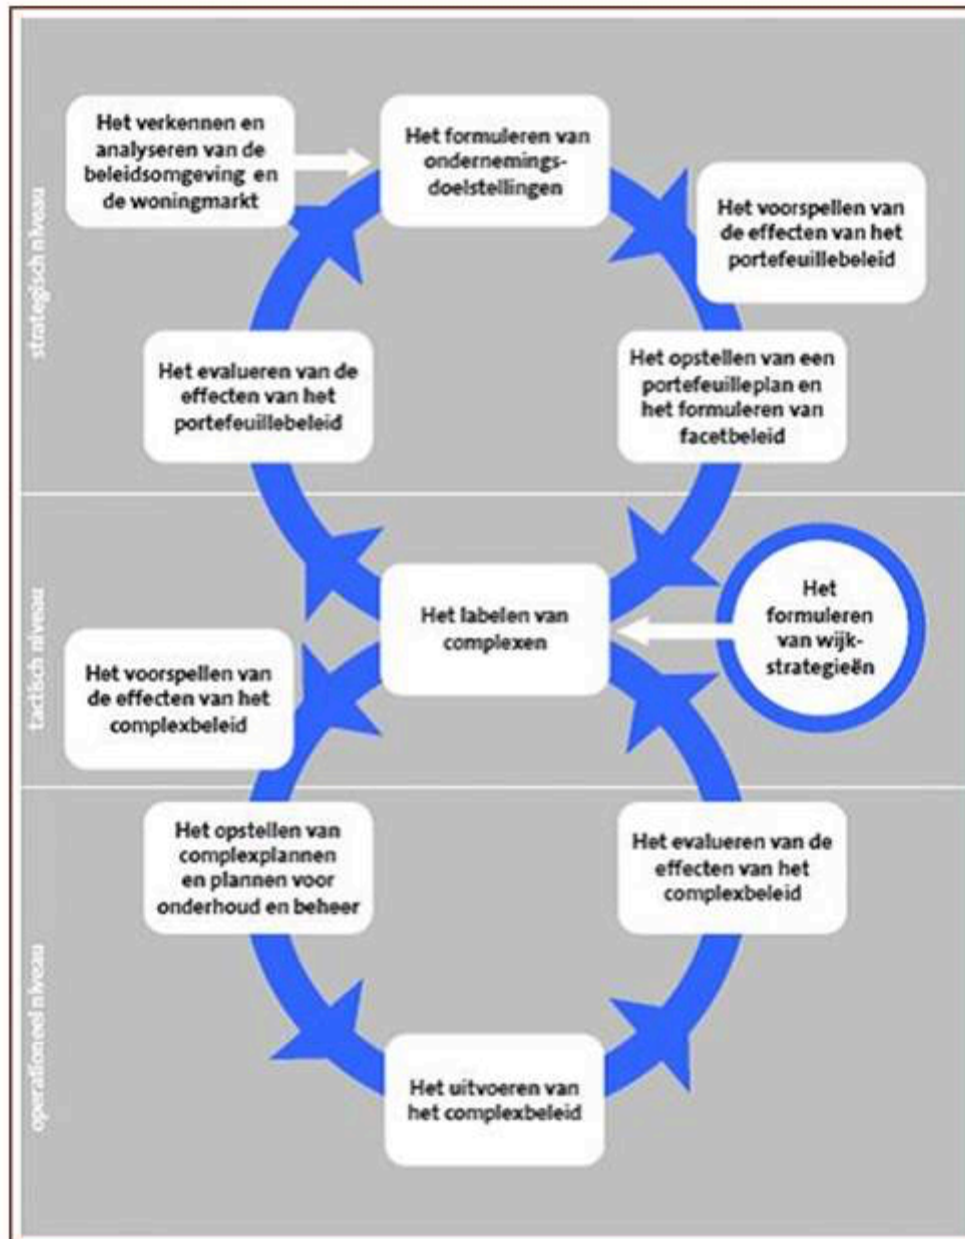 strategisch niveau
Het verkennen en
analyseren van de
beleidsomgeving en
de woningmarkt
Het formuleren van
ondernemings-
doelstellingen
Het voorspellen van
de effecten van het
portefeuillebeleid
Het evalueren van de
effecten van het
portefeuillebeleid
Het opstellen van een
portefeuilleplan en
het formuleren van
facetbeleid
tactisch niveau
Het labelen van
complexen
Het
formuleren
van wijk-
strategieën
Het voorspellen van
de effecten van het
complexbeleid
operationeel niveau
Het opstellen van
complexplannen
en plannen voor
onderhoud en beheer
Het evalueren van de
effecten van het
complexbeleid
Het uitvoeren van
het complexbeleid